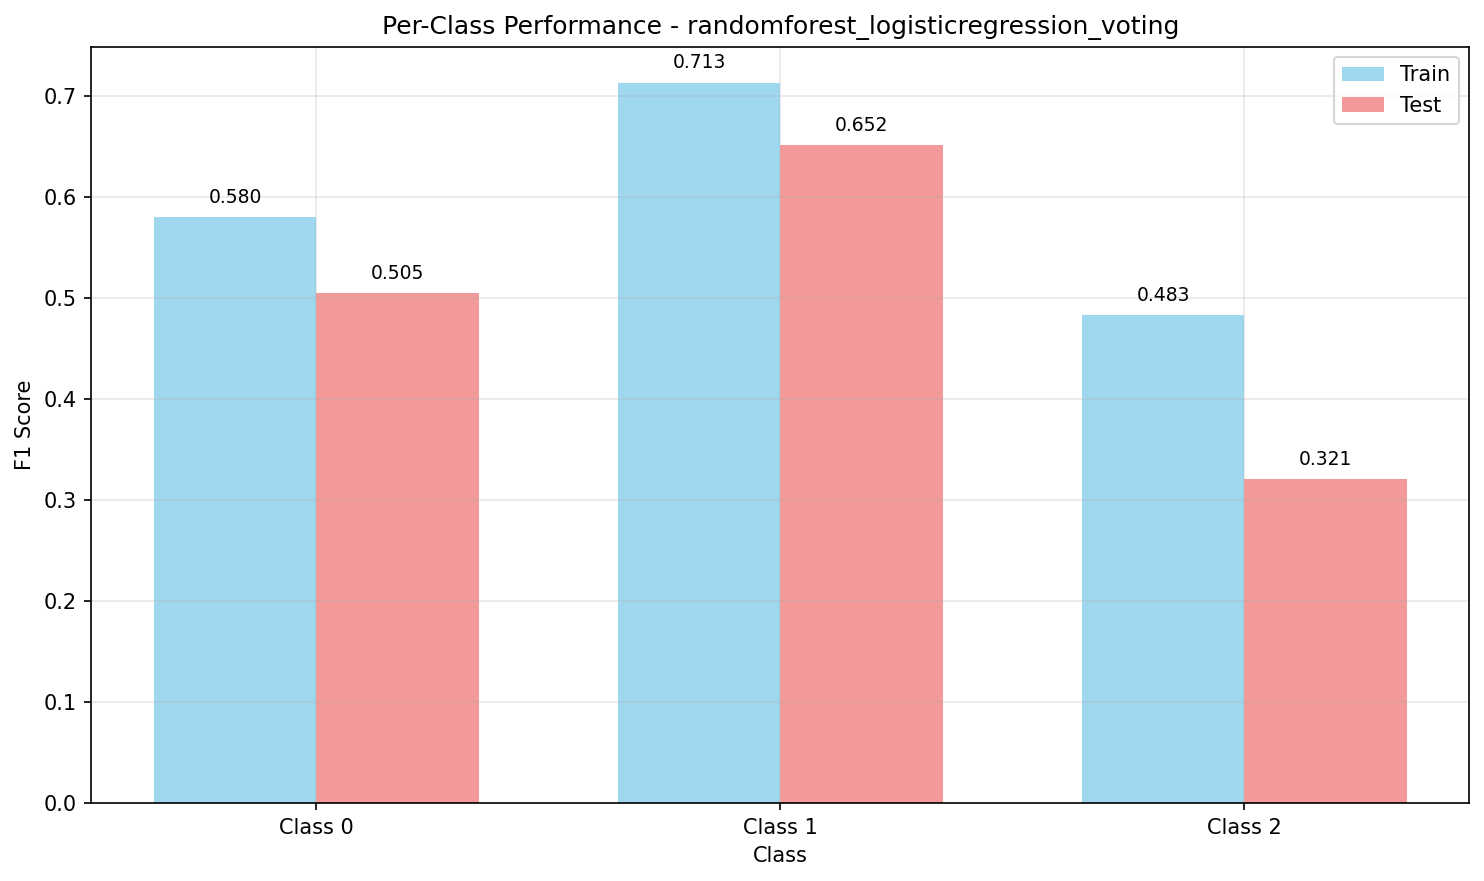 Per-Class Performance - randomforest_logisticregression_voting
Train
Test
F1 Score
0.7
0.6
0.5
0.4
0.3
0.2
0.1
0.0
0.580
0.505
0.713
0.652
0.483
0.321
Class 0
Class 1
Class 2
Class